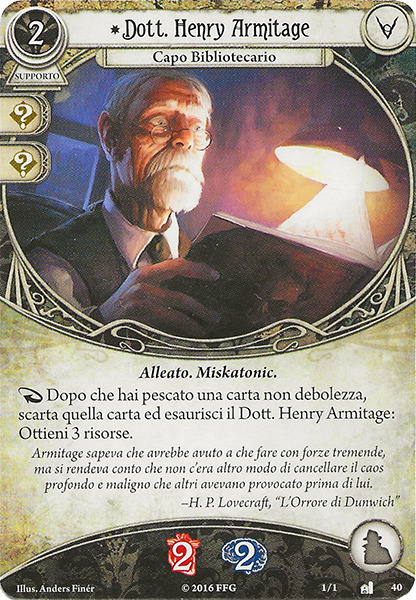 2
*Dott. Henry Armitage
SUPPORTO
Capo Bibliotecario
?
?
Alleato. Miskatonic.
Dopo che hai pescato una carta non debolezza,
scarta quella carta ed esaurisci il Dott. Henry Armitage:
Ottieni 3 risorse.
Armitage sapeva che avrebbe avuto a che fare con forze tremende,
ma si rendeva conto che non c'era altro modo di cancellare il caos
profondo e maligno che altri avevano provocato prima di lui.
–H. P. Lovecraft, “L'Orrore di Dunwich”
2
2
Illus. Anders Finér
© 2016 FFG
1/1
40